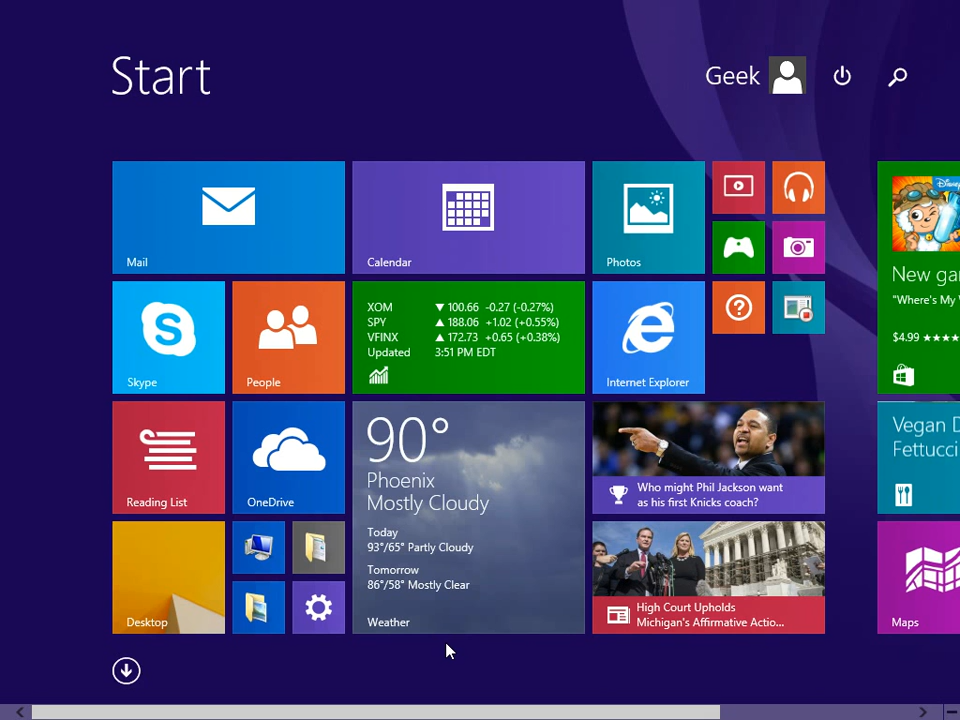 Start
Geek
Mail
Calendar
Photos
Disney
New ga
"Where's My
$4.99 ★★★★
Skype
People
XOM ▼ 100.66 -0.27 (-0.27%)
SPY ▲ 188.06 +1.02 (+0.55%)
VFINX ▲ 172.73 +0.65 (+0.38%)
Updated 3:51 PM EDT
Internet Explorer
Reading List
OneDrive
90°
Phoenix
Mostly Cloudy
Today
93°/65° Partly Cloudy
Tomorrow
86°/58° Mostly Clear
Weather
Who might Phil Jackson want
as his first Knicks coach?
Vegan D
Fettucci
Desktop
High Court Upholds
Michigan's Affirmative Actio...
Maps